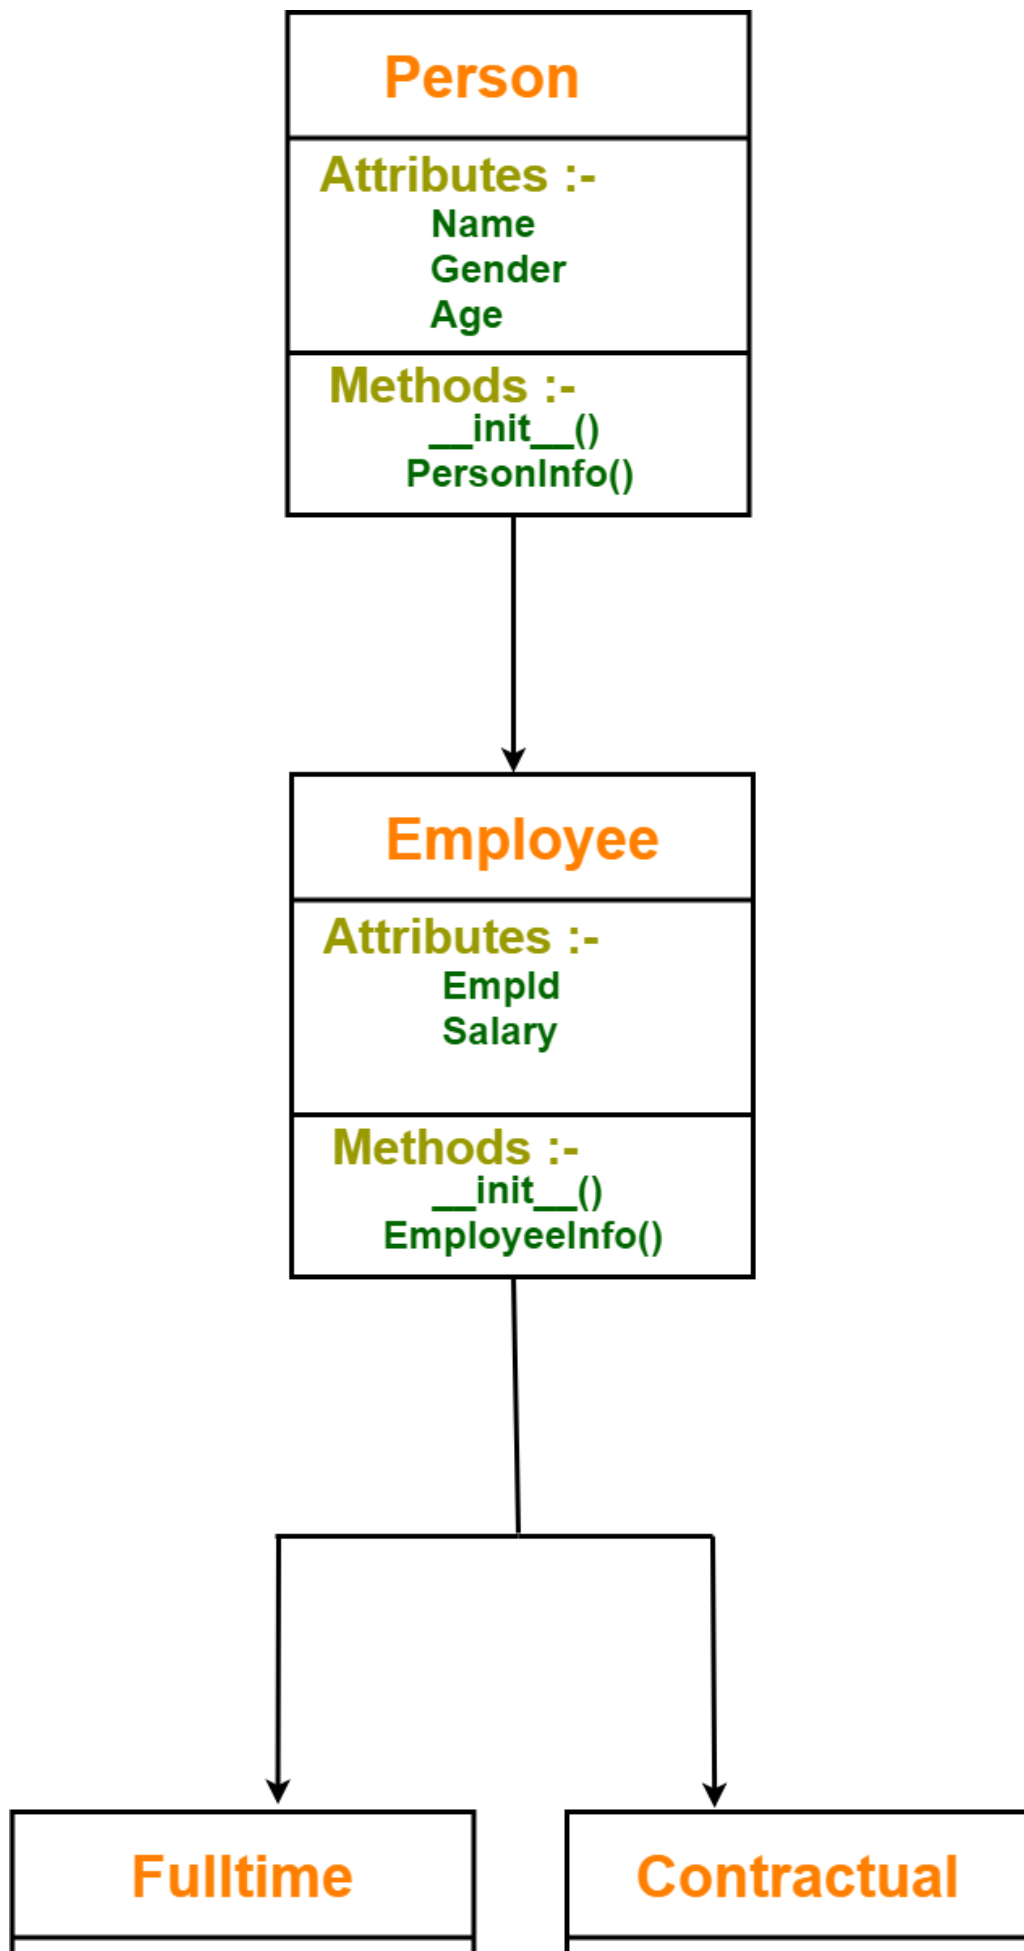 Person
Attributes :-
Name
Gender
Age
Methods :-
__init__()
PersonInfo()
Employee
Attributes :-
EmpId
Salary
Methods :-
__init__()
EmployeeInfo()
Fulltime
Contractual